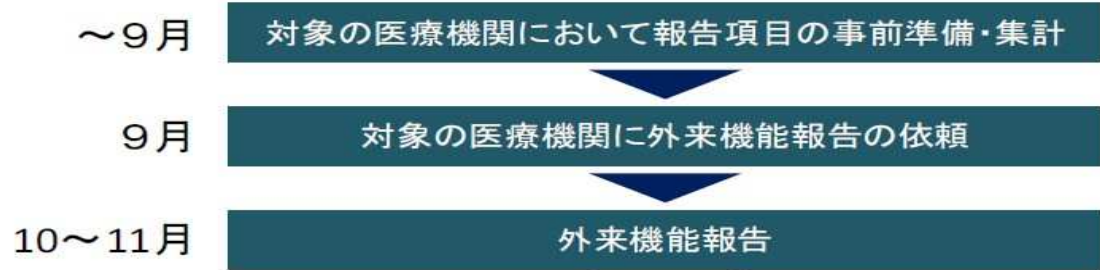 ～9月
対象の医療機関において報告項目の事前準備・集計
9月
対象の医療機関に外来機能報告の依頼
10～11月
外来機能報告